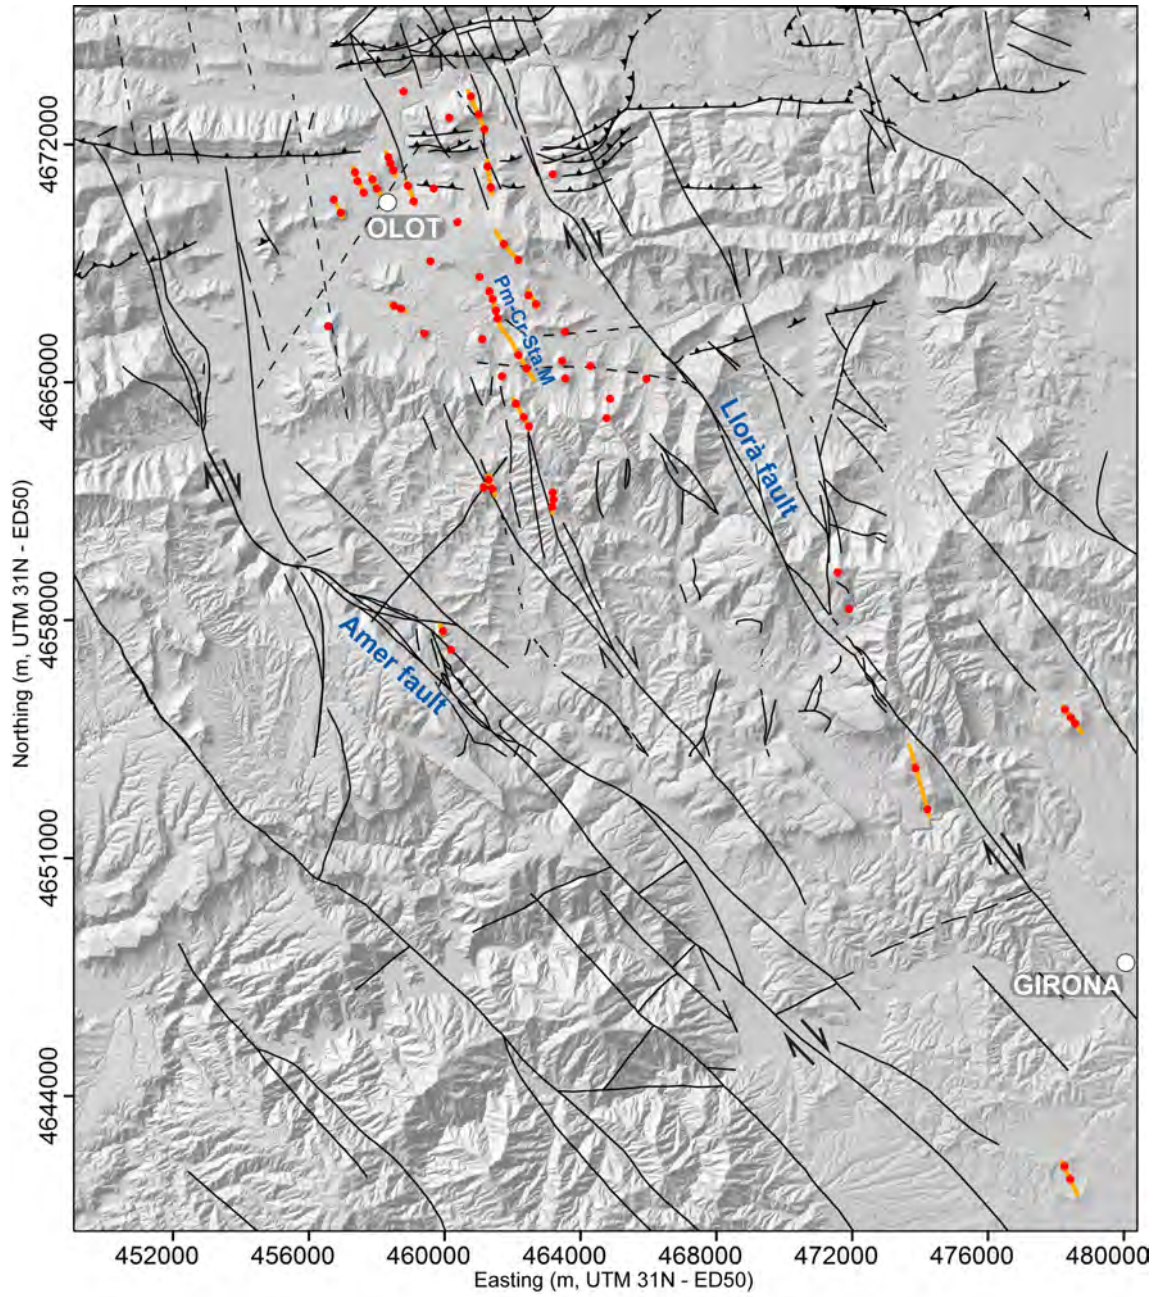 4672000
OLOT
Pm-Cr-Sta.M
4665000
Llorà fault
Northing (m, UTM 31N - ED50)
4658000
Amer fault
4651000
GIRONA
4644000
452000 456000 460000 464000 468000 472000 476000 480000
Easting (m, UTM 31N - ED50)